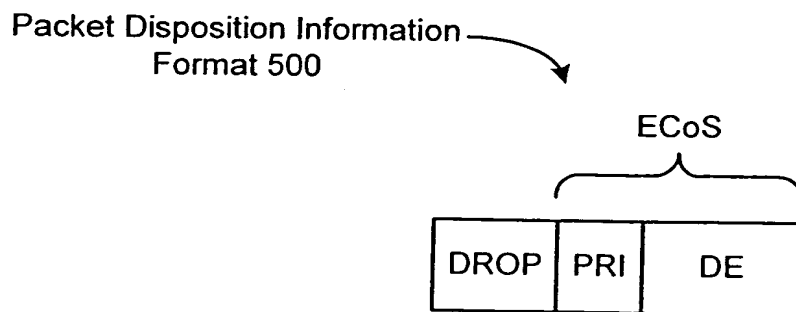 Packet Disposition Information
Format 500
ECoS
DROP PRI DE